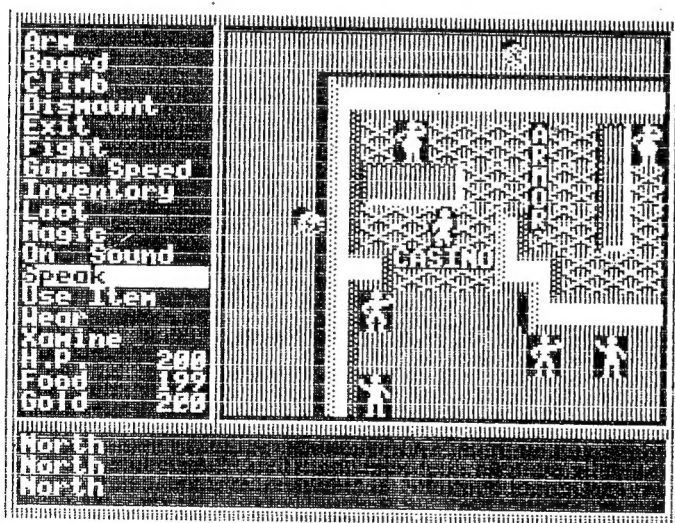 Arm
Board
Climb
Dismount
Exit
Fight
Game Speed
Inventory
Loot
Magic
On Sound
Speak
Use Item
Wear
Xamine
H.P. 200
Food 199
Gold 200
ARMOR
CASINO
North
North
North